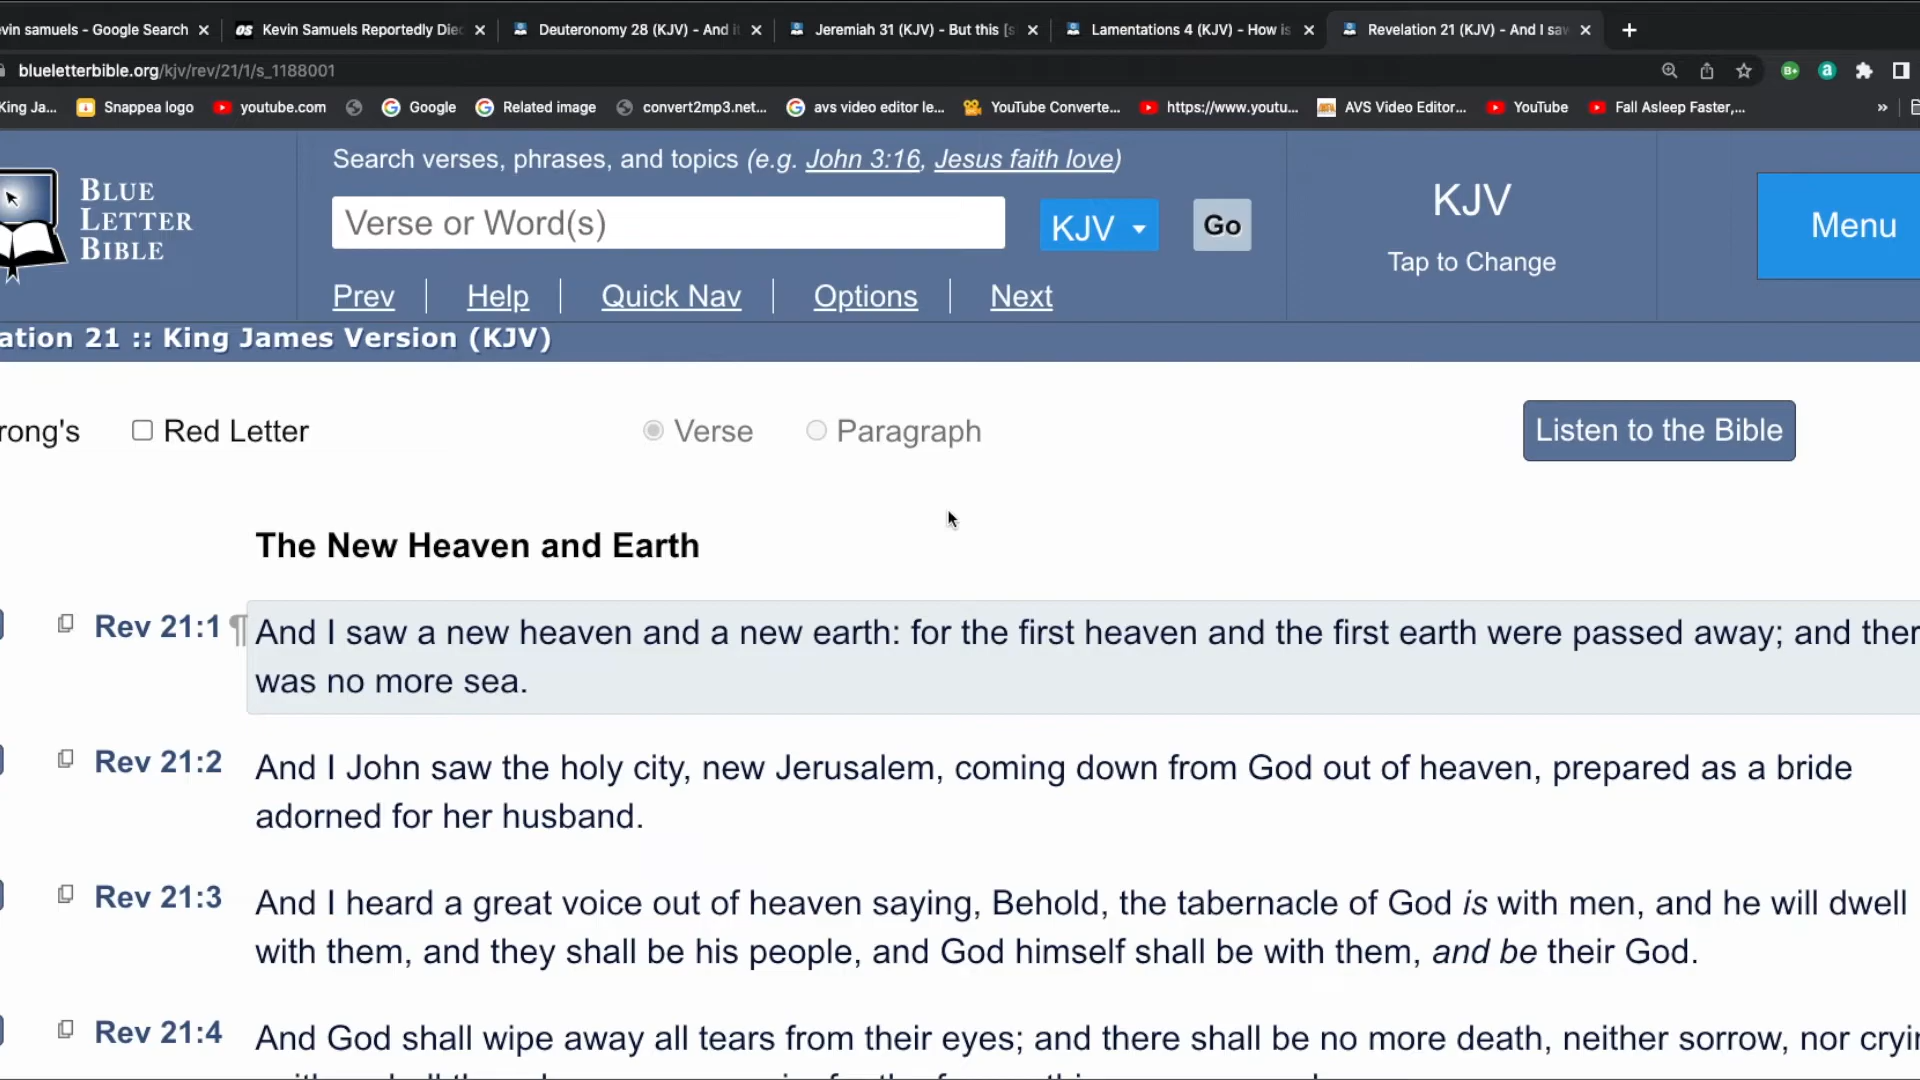 vin samuels - Google Search
Kevin Samuels Reportedly Died
Deuteronomy 28 (KJV) - And it
Jeremiah 31 (KJV) - But this [s
Lamentations 4 (KJV) - How is
Revelation 21 (KJV) - And I saw
blueletterbible.org/kjv/rev/21/1/s_1188001
King Ja...
Snappea logo
youtube.com
Google
Related image
convert2mp3.net...
avs video editor le...
YouTube Converte...
https://www.youtu...
AVS Video Editor...
YouTube
Fall Asleep Faster,...
»
BLUE
LETTER
BIBLE
Search verses, phrases, and topics (e.g. John 3:16, Jesus faith love)
Verse or Word(s)
KJV
Go
Prev | Help | Quick Nav | Options | Next
KJV
Tap to Change
Menu
ation 21 :: King James Version (KJV)
rong's
Red Letter
Verse
Paragraph
Listen to the Bible
The New Heaven and Earth
Rev 21:1 ¶ And I saw a new heaven and a new earth: for the first heaven and the first earth were passed away; and ther
was no more sea.
Rev 21:2 And I John saw the holy city, new Jerusalem, coming down from God out of heaven, prepared as a bride
adorned for her husband.
Rev 21:3 And I heard a great voice out of heaven saying, Behold, the tabernacle of God is with men, and he will dwell
with them, and they shall be his people, and God himself shall be with them, and be their God.
Rev 21:4 And God shall wipe away all tears from their eyes; and there shall be no more death, neither sorrow, nor cryin